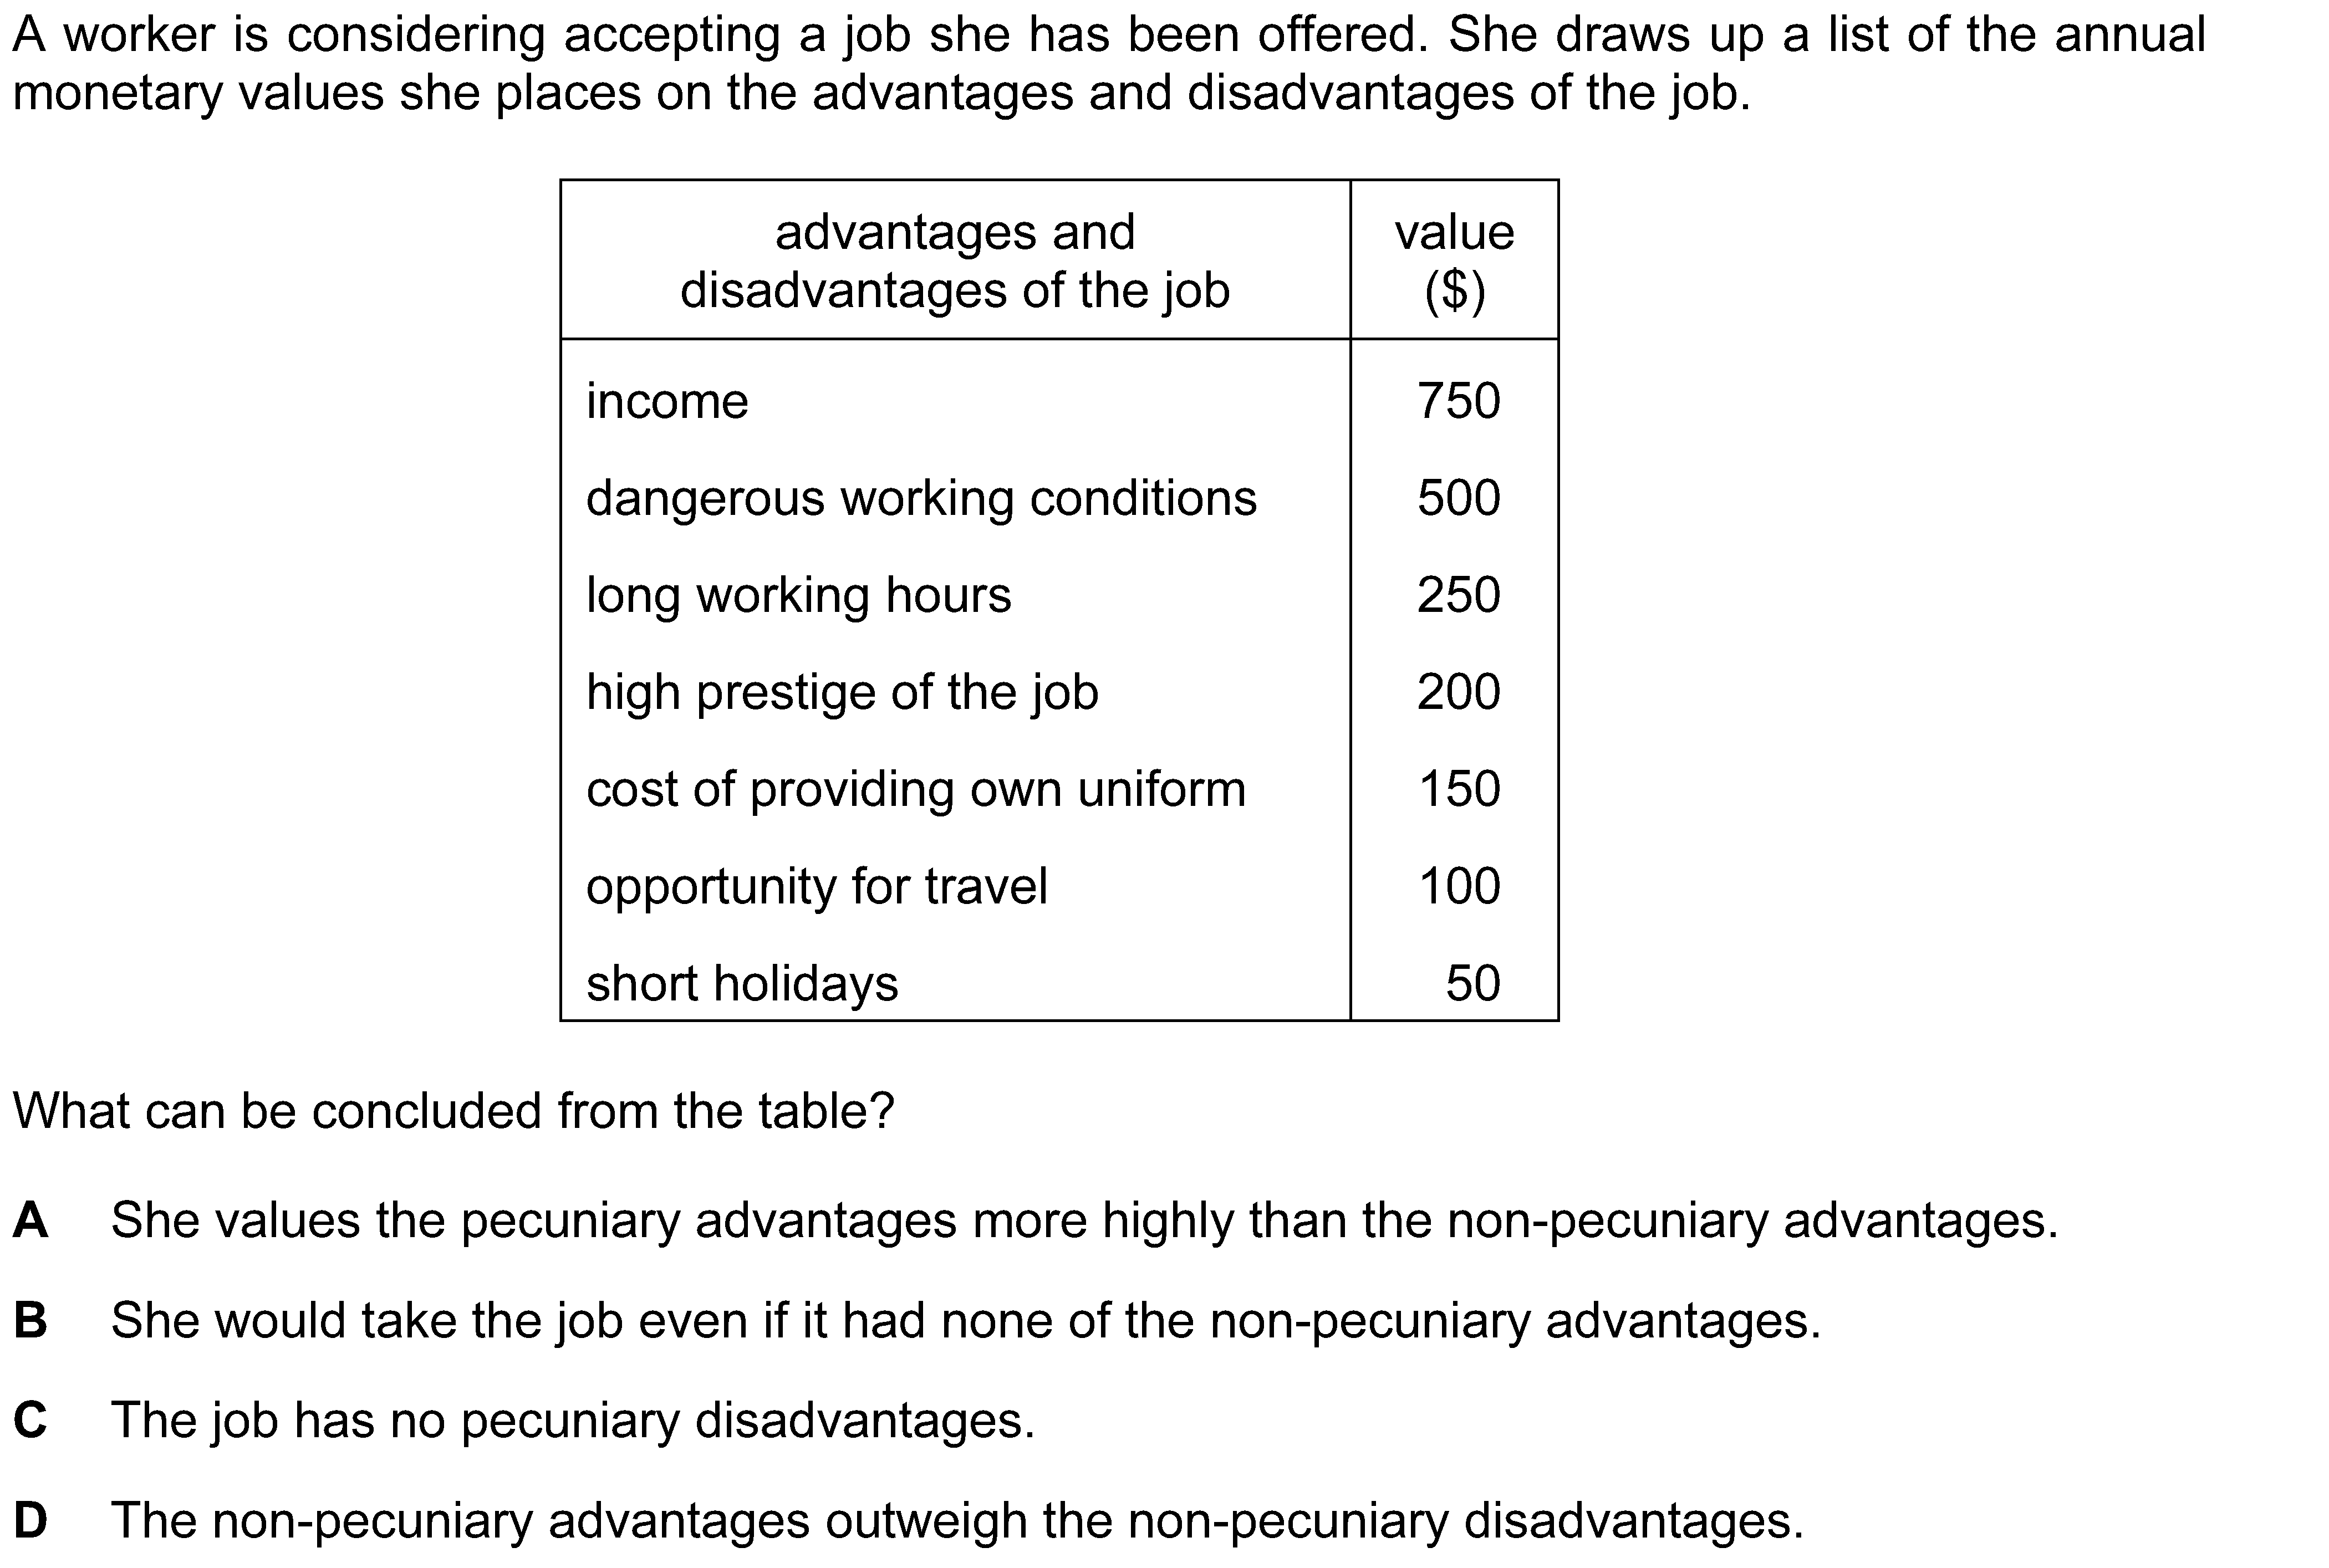 A worker is considering accepting a job she has been offered. She draws up a list of the annual
monetary values she places on the advantages and disadvantages of the job.
advantages and
disadvantages of the job
value
($)
income 750
dangerous working conditions 500
long working hours 250
high prestige of the job 200
cost of providing own uniform 150
opportunity for travel 100
short holidays 50
What can be concluded from the table?
A She values the pecuniary advantages more highly than the non-pecuniary advantages.
B She would take the job even if it had none of the non-pecuniary advantages.
C The job has no pecuniary disadvantages.
D The non-pecuniary advantages outweigh the non-pecuniary disadvantages.